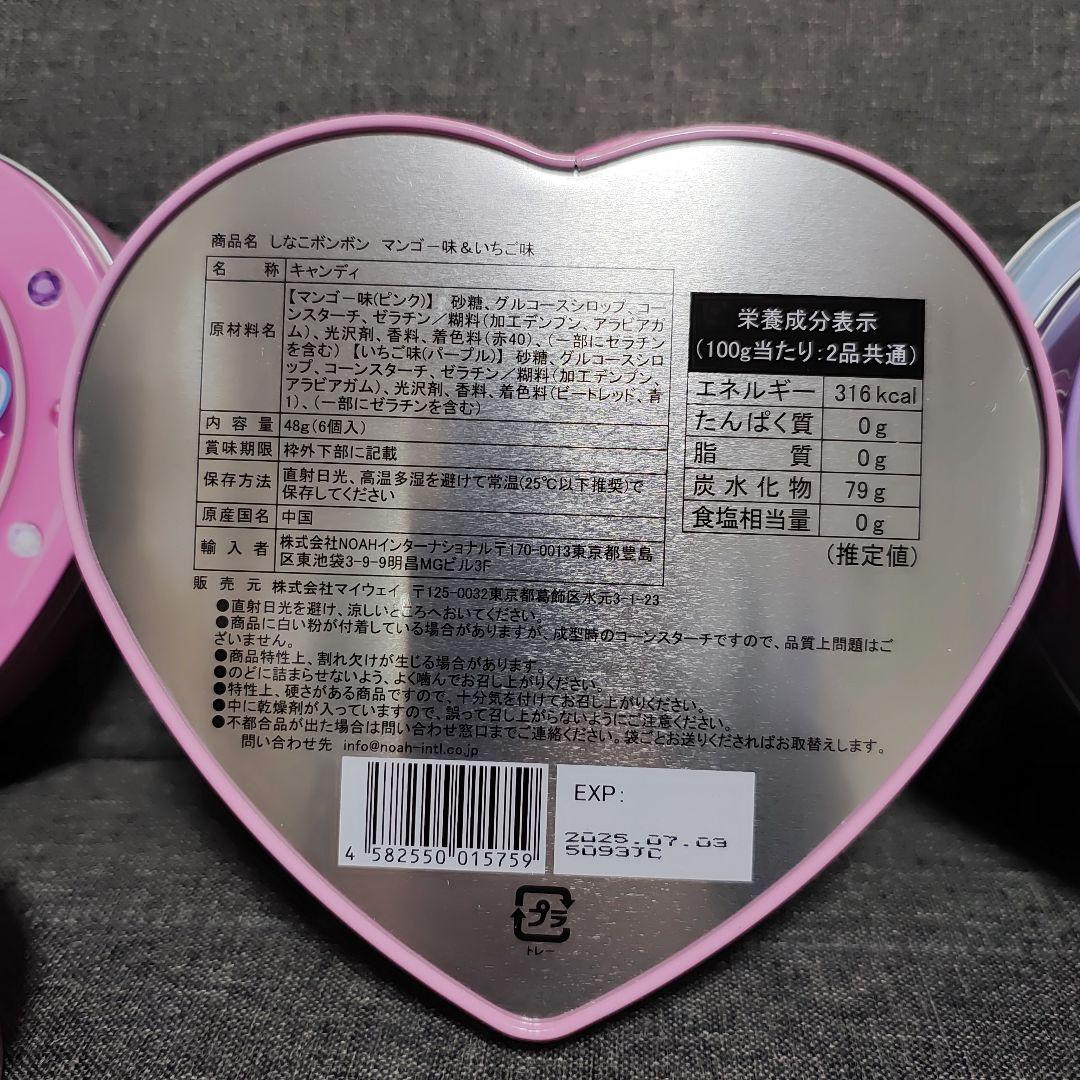 商品名 しなこボンボン マンゴー味&いちご味
名 称 キャンディ
原材料名 【マンゴー味(ピンク)】 砂糖、グルコースシロップ、コー
ンスターチ、ゼラチン/糊料(加工デンプン、アラビアガ
ム)、光沢剤、香料、着色料(赤40)、(一部にゼラチン
を含む)【いちご味(パープル)】 砂糖、グルコースシロ
ップ、コーンスターチ、ゼラチン/糊料(加工デンプン、
アラビアガム)、光沢剤、香料、着色料(ビートレッド、青
1)、(一部にゼラチンを含む)
内 容 量 48g(6個入)
賞味期限 枠外下部に記載
保存方法 直射日光、高温多湿を避けて常温(25℃以下推奨)で
保存してください
原産国名 中国
輸 入 者 株式会社NOAHインターナショナル〒170-0013東京都豊島
区東池袋3-9-9明昌MGビル3F
販 売 元 株式会社マイウェイ 〒125-0032東京都葛飾区水元3-1-23
●直射日光を避け、涼しいところへおいてください。
●商品に白い粉が付着している場合がありますが、成型時のコーンスターチですので、品質上問題はご
ざいません。
●商品特性上、割れ欠けが生じる場合があります。
●のどに詰まらせないよう、よく噛んでお召し上がりください。
●特性上、硬さがある商品ですので、十分気を付けてお召し上がりください。
●中に乾燥剤が入っていますので、誤って召し上がらないようにご注意ください。
●不都合品が出た場合は問い合わせ窓口までご連絡ください。袋ごとお送りくださればお取替えします。
問い合わせ先 info@noah-intl.co.jp
栄養成分表示
(100g当たり:2品共通)
エネルギー 316kcal
たんぱく質 0g
脂 質 0g
炭水化物 79g
食塩相当量 0g
(推定値)
4 582550 015759
EXP:
2025.07.03
5093JC
プラ
トレー